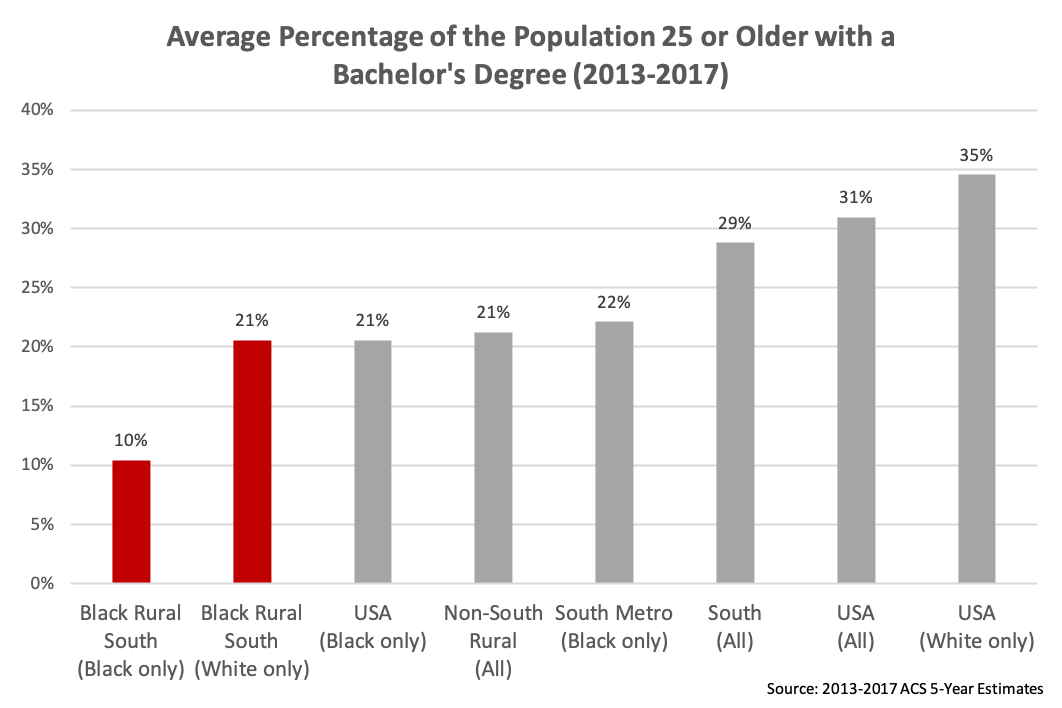 Average Percentage of the Population 25 or Older with a
Bachelor's Degree (2013-2017)
40%
35%
30%
25%
20%
15%
10%
5%
0%
10%
21%
21%
21%
22%
29%
31%
35%
Black Rural
South
(Black only)
Black Rural
South
(White only)
USA
(Black only)
Non-South
Rural
(All)
South Metro
(Black only)
South
(All)
USA
(All)
USA
(White only)
Source: 2013-2017 ACS 5-Year Estimates